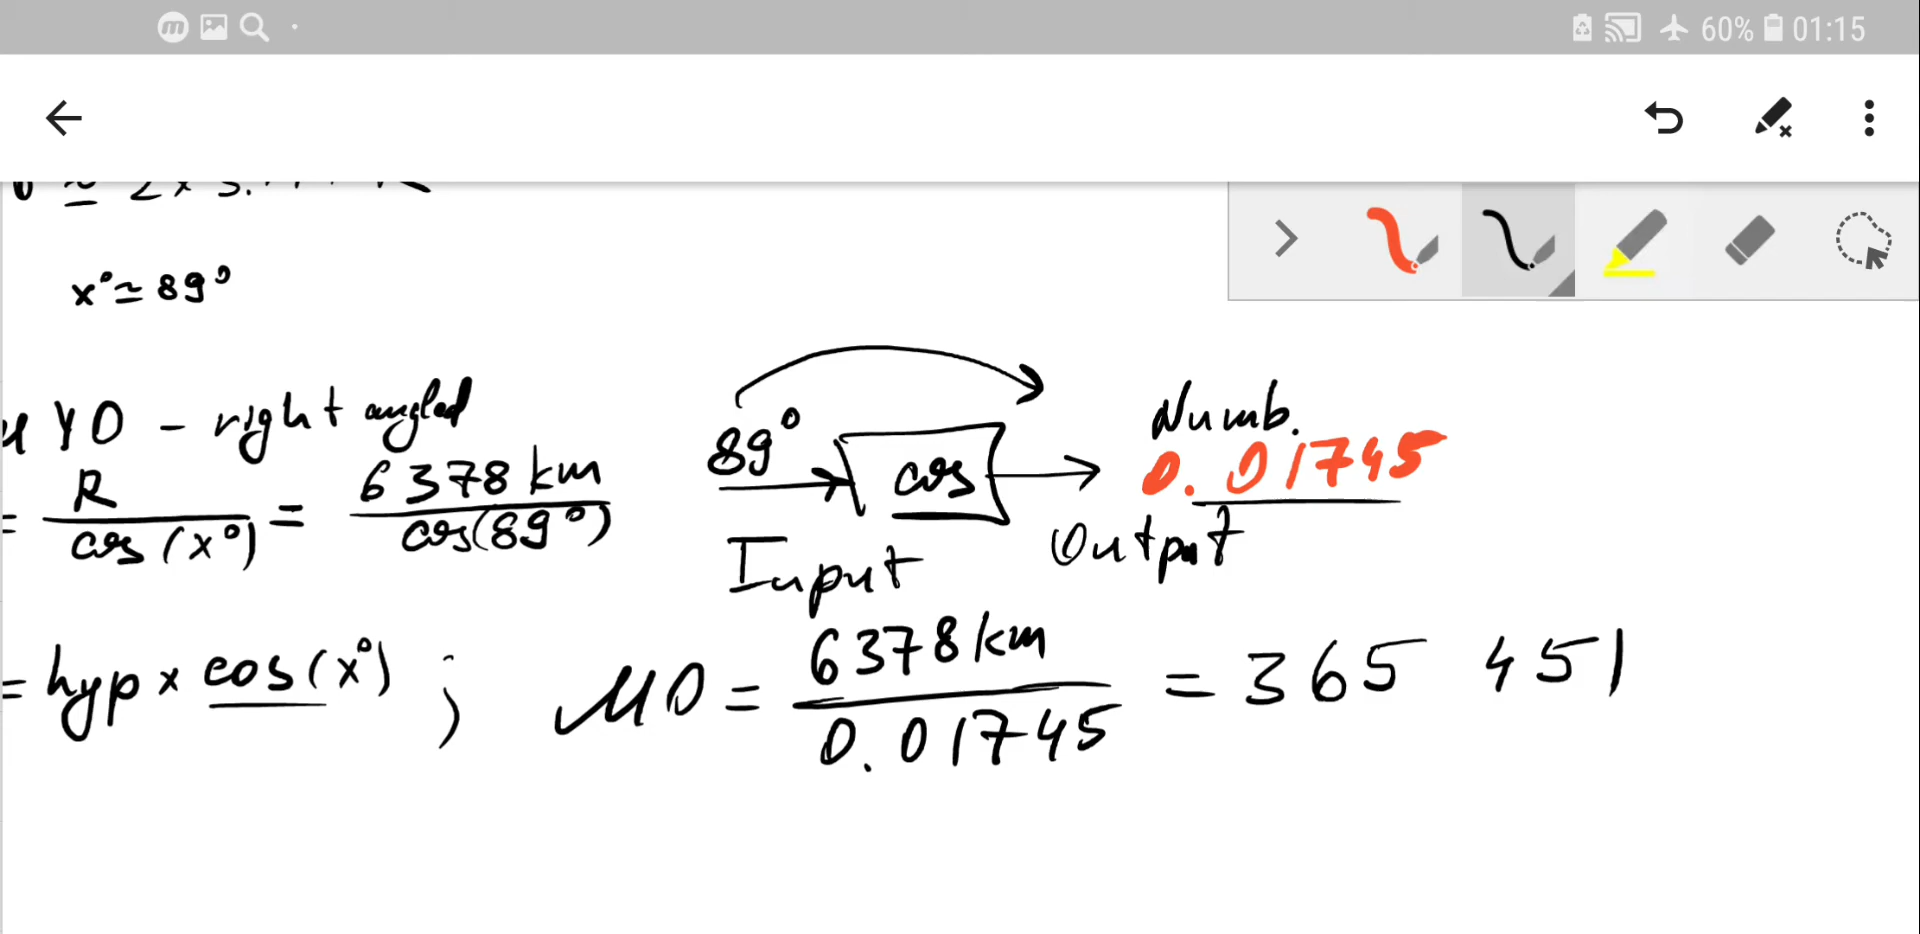 60% 01:15
x° ≃ 89°
YO - right angled
R / cos(x°) = 6378 km / cos(89°)
89° → cos → Numb. 0.01745
Input Output
= hyp × cos(x°) ; MO = 6378 km / 0.01745 = 365 451